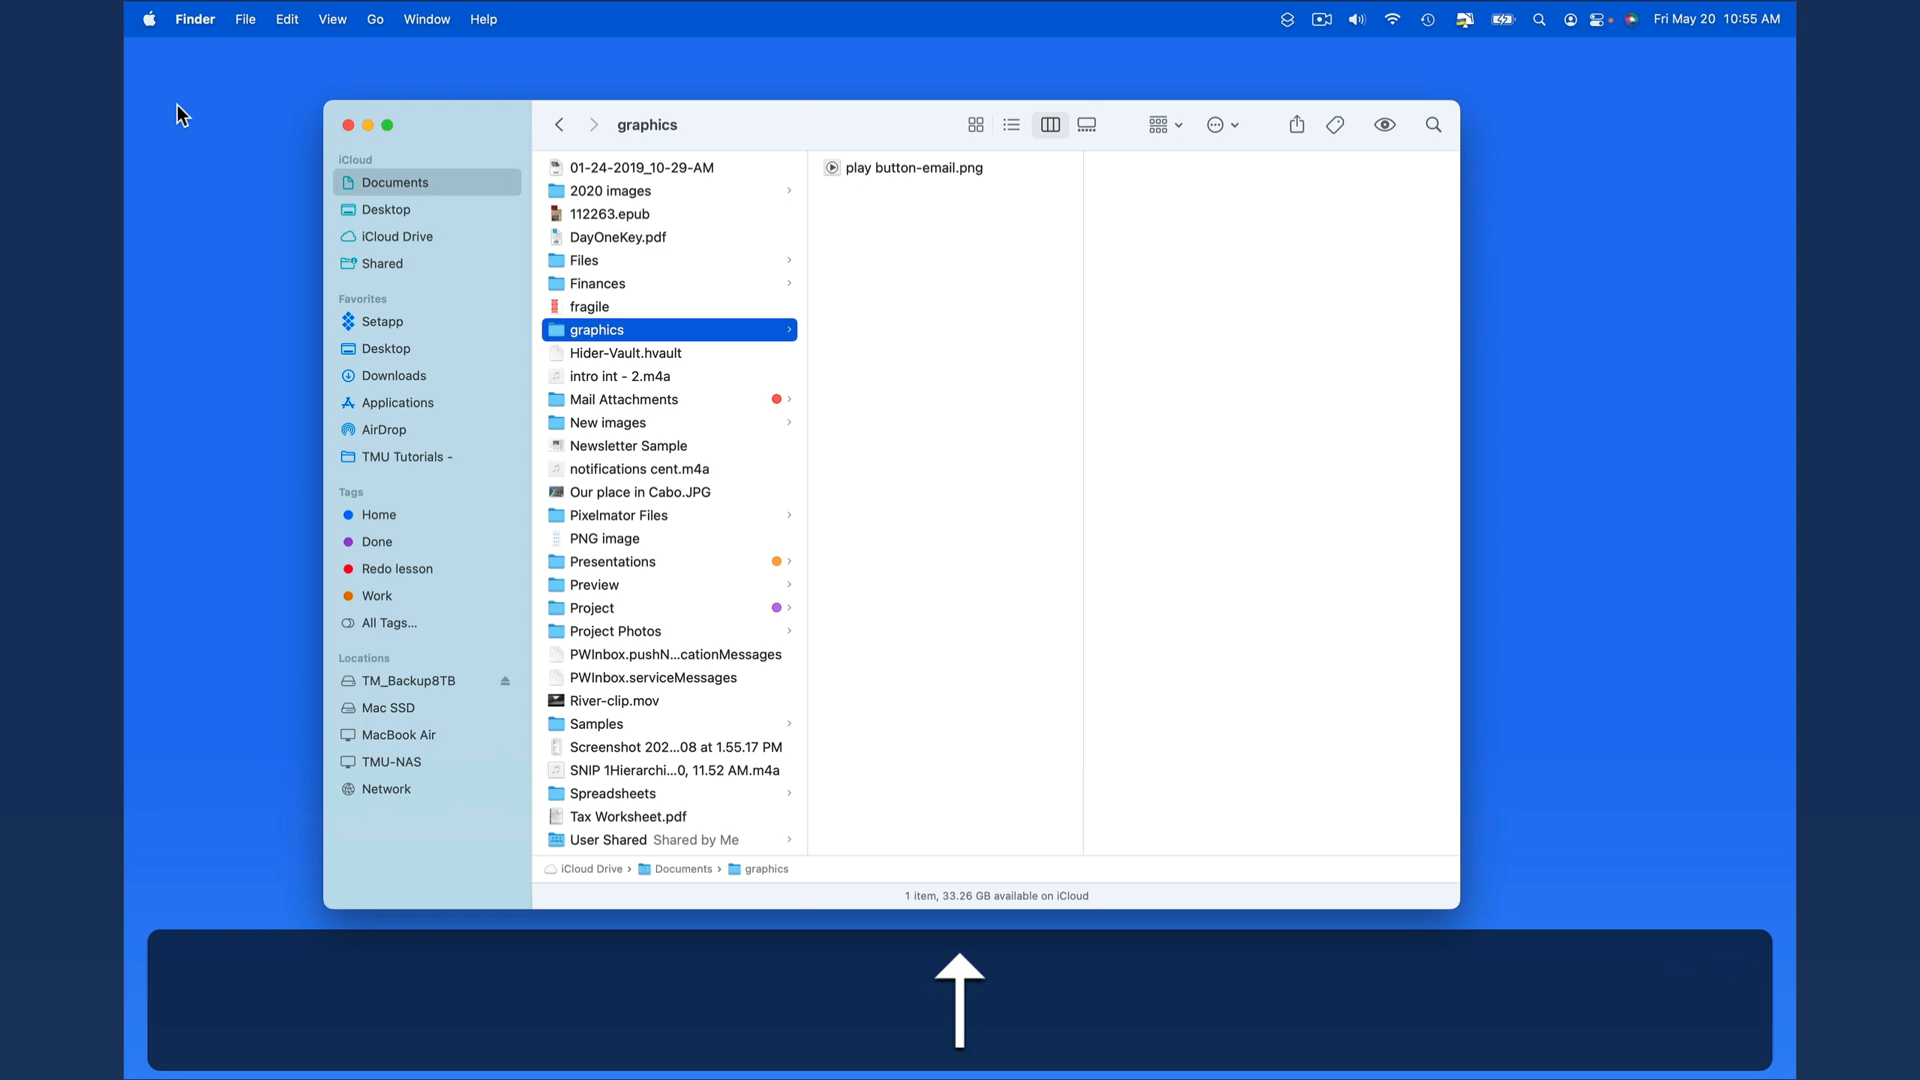 Finder File Edit View Go Window Help
Fri May 20 10:55 AM
graphics
iCloud
Documents
Desktop
iCloud Drive
Shared
Favorites
Setapp
Desktop
Downloads
Applications
AirDrop
TMU Tutorials -
Tags
Home
Done
Redo lesson
Work
All Tags...
Locations
TM_Backup8TB
Mac SSD
MacBook Air
TMU-NAS
Network
01-24-2019_10-29-AM
2020 images
112263.epub
DayOneKey.pdf
Files
Finances
fragile
graphics
Hider-Vault.hvault
intro int - 2.m4a
Mail Attachments
New images
Newsletter Sample
notifications cent.m4a
Our place in Cabo.JPG
Pixelmator Files
PNG image
Presentations
Preview
Project
Project Photos
PWInbox.pushN...cationMessages
PWInbox.serviceMessages
River-clip.mov
Samples
Screenshot 202...08 at 1.55.17 PM
SNIP 1Hierarchi...0, 11.52 AM.m4a
Spreadsheets
Tax Worksheet.pdf
User Shared Shared by Me
play button-email.png
iCloud Drive › Documents › graphics
1 item, 33.26 GB available on iCloud